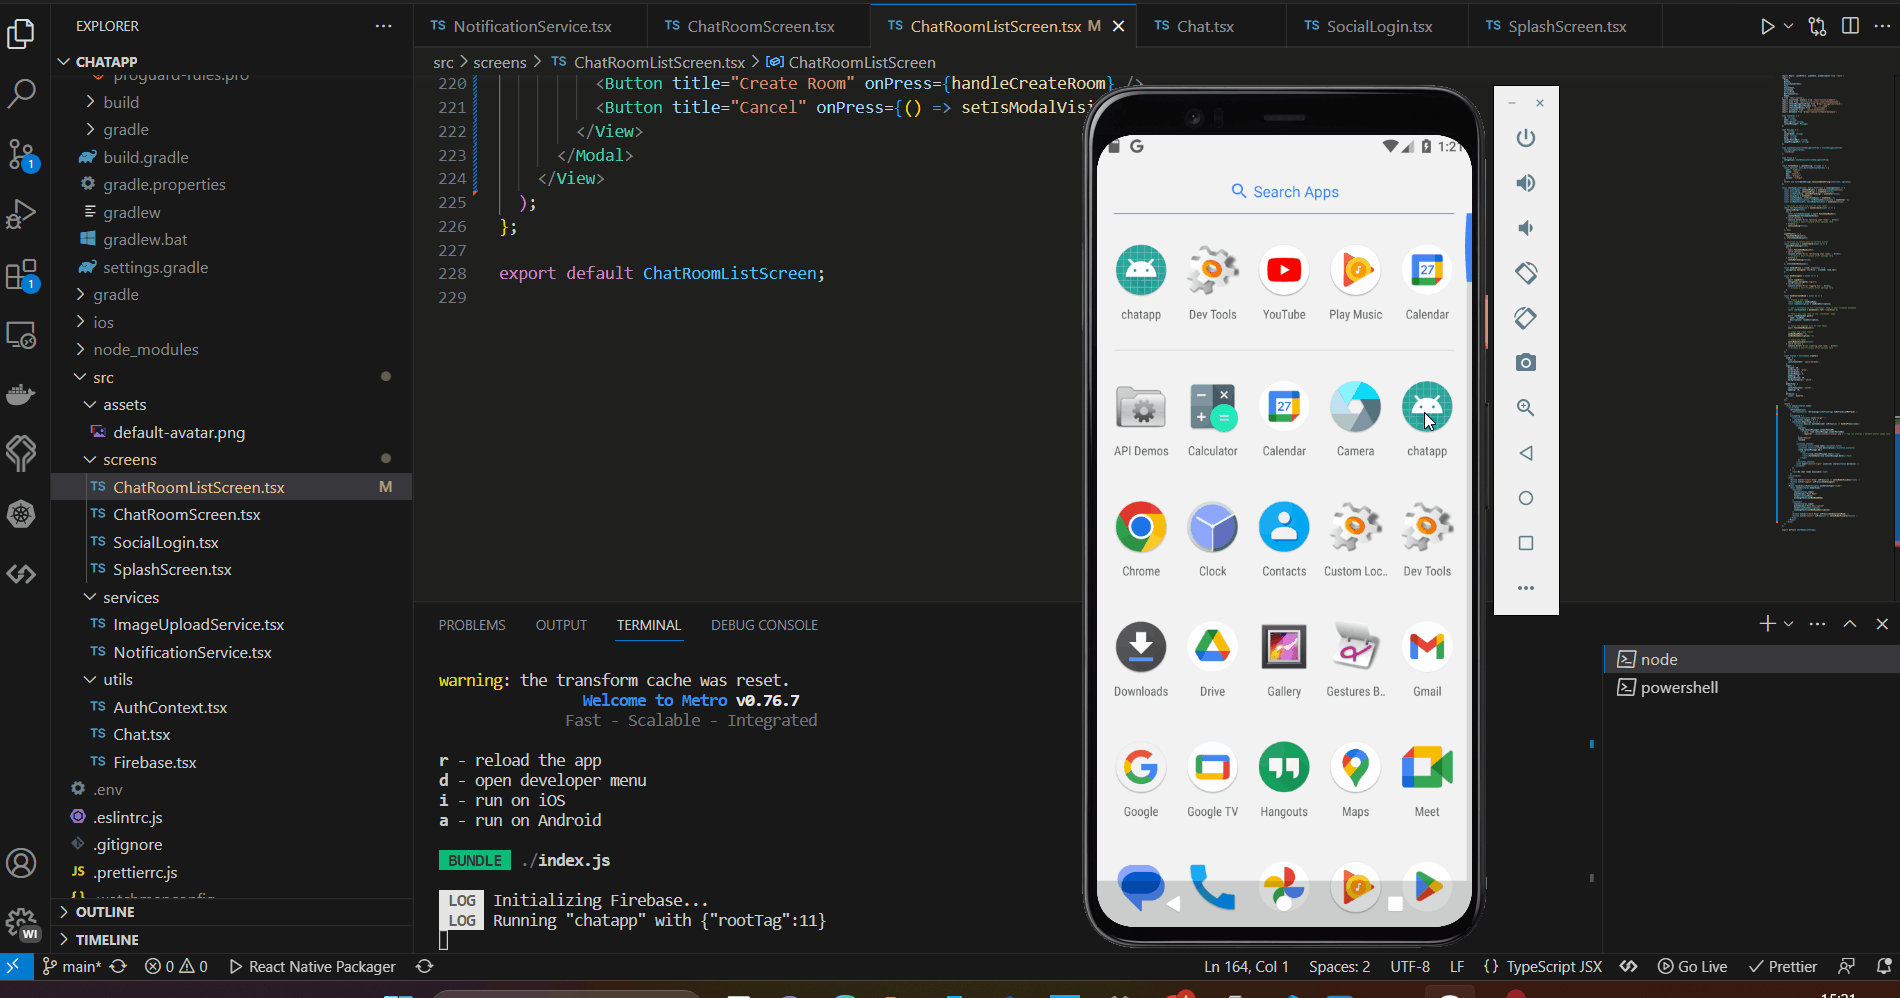 EXPLORER
CHATAPP
proguard-rules.pro
build
gradle
build.gradle
gradle.properties
gradlew
gradlew.bat
settings.gradle
gradle
ios
node_modules
src
assets
default-avatar.png
screens
TS ChatRoomListScreen.tsx M
TS ChatRoomScreen.tsx
TS SocialLogin.tsx
TS SplashScreen.tsx
services
TS ImageUploadService.tsx
TS NotificationService.tsx
utils
TS AuthContext.tsx
TS Chat.tsx
TS Firebase.tsx
.env
.eslintrc.js
.gitignore
JS .prettierrc.js
OUTLINE
TIMELINE
1
1
WI
TS NotificationService.tsx
TS ChatRoomScreen.tsx
TS ChatRoomListScreen.tsx M
TS Chat.tsx
TS SocialLogin.tsx
TS SplashScreen.tsx
src > screens > TS ChatRoomListScreen.tsx > ChatRoomListScreen
220 <Button title="Create Room" onPress={handleCreateRoom} />
221 <Button title="Cancel" onPress={() => setIsModalVisi
222 </View>
223 </Modal>
224 </View>
225 );
226 };
227
228 export default ChatRoomListScreen;
229
PROBLEMS OUTPUT TERMINAL DEBUG CONSOLE
warning: the transform cache was reset.
Welcome to Metro v0.76.7
Fast - Scalable - Integrated
r - reload the app
d - open developer menu
i - run on iOS
a - run on Android
BUNDLE ./index.js
LOG Initializing Firebase...
LOG Running "chatapp" with {"rootTag":11}
node
powershell
G 1:21
Search Apps
27
chatapp Dev Tools YouTube Play Music Calendar
27
API Demos Calculator Calendar Camera chatapp
Chrome Clock Contacts Custom Loc.. Dev Tools
Downloads Drive Gallery Gestures B.. Gmail
Google Google TV Hangouts Maps Meet
main* 0 0 React Native Packager
Ln 164, Col 1 Spaces: 2 UTF-8 LF {} TypeScript JSX Go Live Prettier